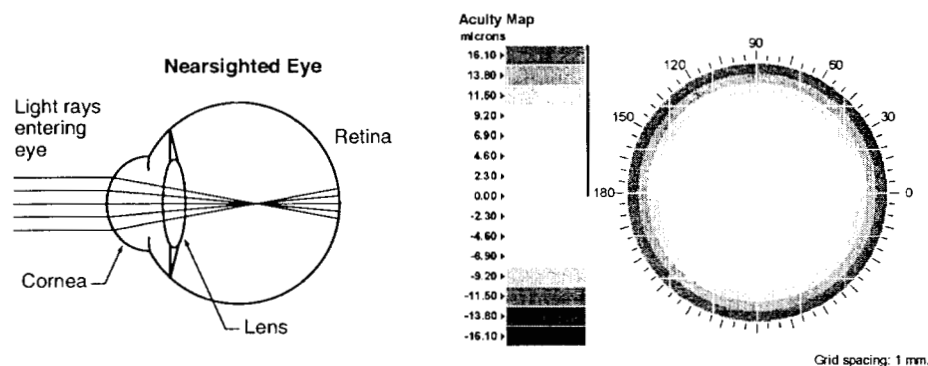 Nearsighted Eye
Light rays
entering
eye
Retina
Cornea
Lens
Acuity Map
microns
16.10
13.80
11.50
9.20
6.90
4.60
2.30
0.00
-2.30
-4.60
-6.90
-9.20
-11.50
-13.80
-16.10
90
120
60
150
30
180
0
Grid spacing: 1 mm.